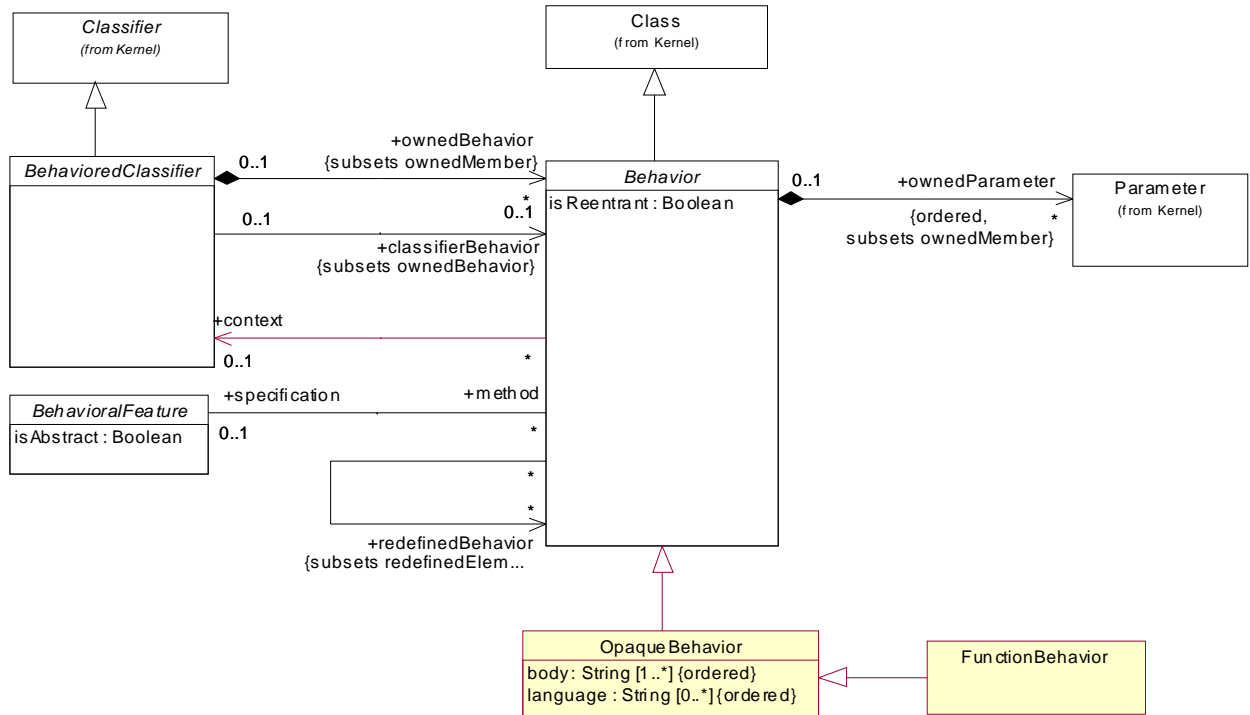 Classifier
(from Kernel)
Class
(from Kernel)
BehavioredClassifier
0..1
+ownedBehavior
{subsets ownedMember}
*
0..1
0..1
+classifierBehavior
{subsets ownedBehavior}
+context
0..1
*
Behavior
isReentrant : Boolean
0..1
+ownedParameter
{ordered,
subsets ownedMember}
*
Parameter
(from Kernel)
BehavioralFeature
isAbstract : Boolean
+specification
0..1
+method
*
*
*
+redefinedBehavior
{subsets redefinedElem...
OpaqueBehavior
body : String [1..*] {ordered}
language : String [0..*] {ordered}
FunctionBehavior